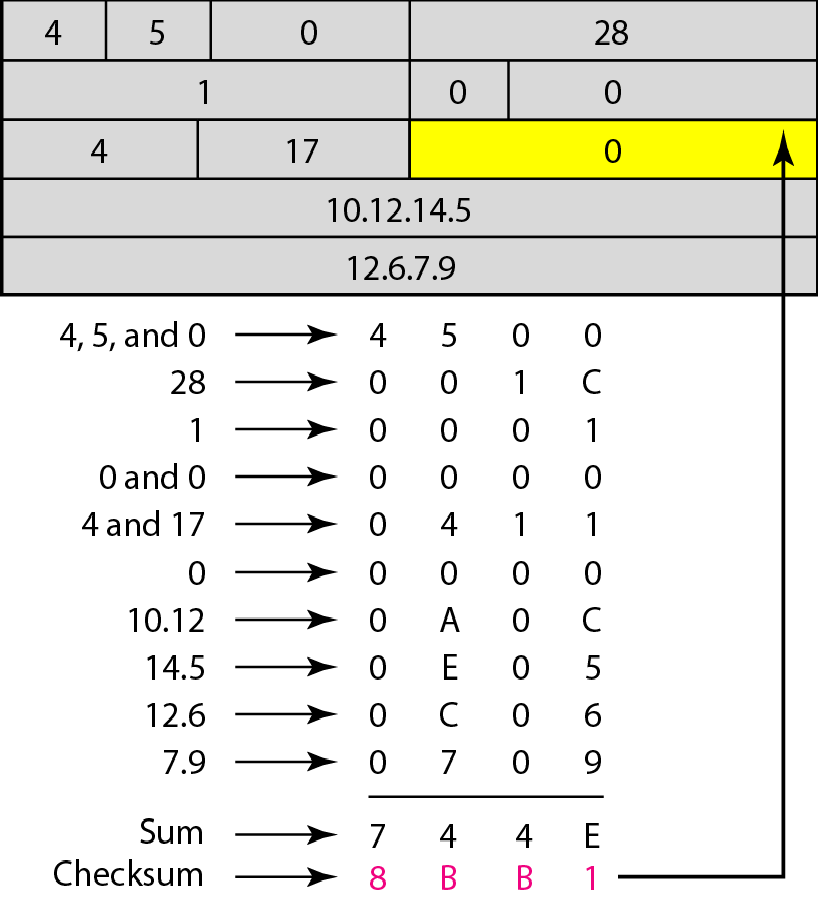 4 5 0 28
1 0 0
4 17 0
10.12.14.5
12.6.7.9
4, 5, and 0 4 5 0 0
28 0 0 1 C
1 0 0 0 1
0 and 0 0 0 0 0
4 and 17 0 4 1 1
0 0 0 0 0
10.12 0 A 0 C
14.5 0 E 0 5
12.6 0 C 0 6
7.9 0 7 0 9
Sum 7 4 4 E
Checksum 8 B B 1